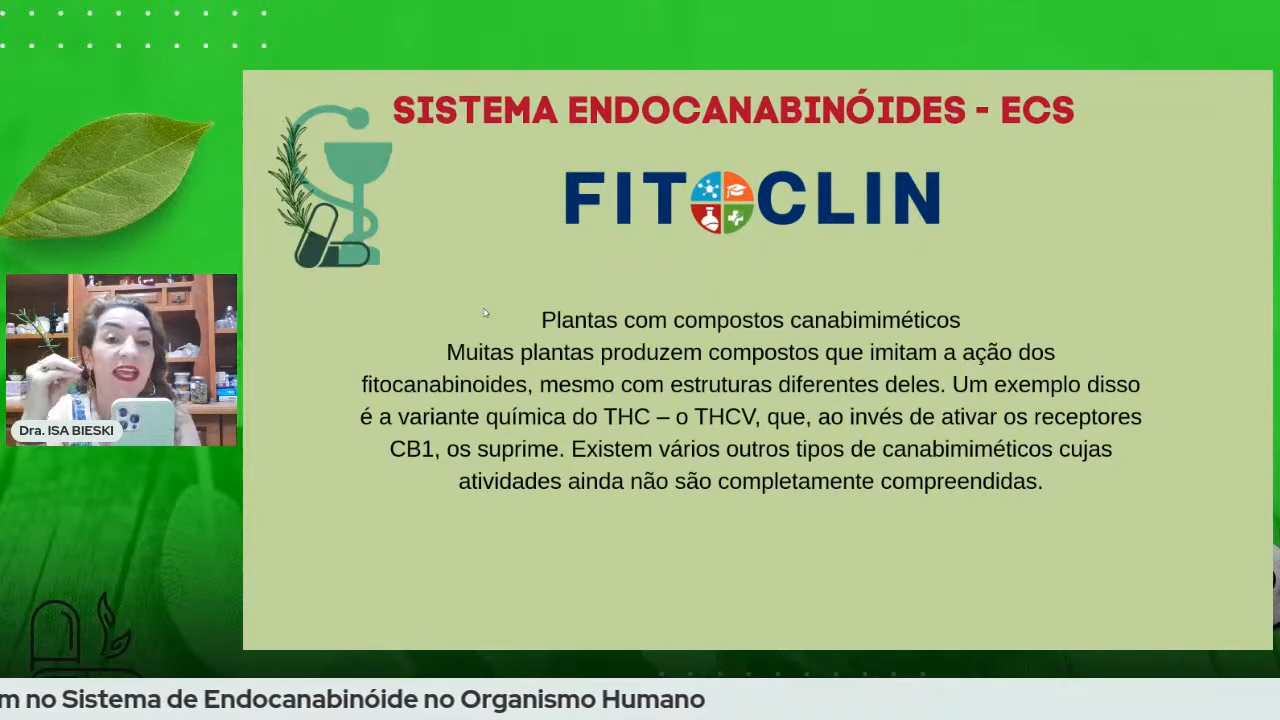 SISTEMA ENDOCANABINÓIDES - ECS
FITOCLIN
Plantas com compostos canabimiméticos
Muitas plantas produzem compostos que imitam a ação dos
fitocanabinoides, mesmo com estruturas diferentes deles. Um exemplo disso
é a variante química do THC – o THCV, que, ao invés de ativar os receptores
CB1, os suprime. Existem vários outros tipos de canabimiméticos cujas
atividades ainda não são completamente compreendidas.
Dra. ISA BIESKI
m no Sistema de Endocanabinóide no Organismo Humano